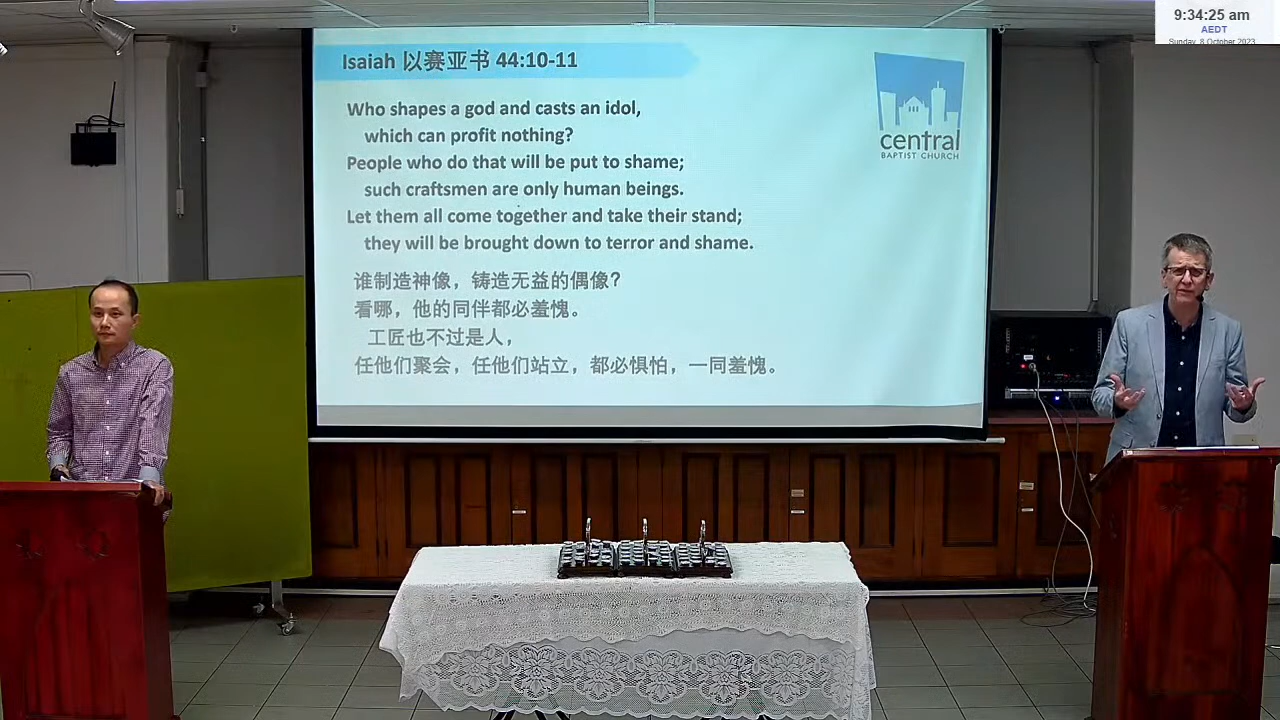 9:34:25 am
AEDT
Sunday, 8 October 2023
Isaiah 以赛亚书 44:10-11
Who shapes a god and casts an idol,
which can profit nothing?
People who do that will be put to shame;
such craftsmen are only human beings.
Let them all come together and take their stand;
they will be brought down to terror and shame.
谁制造神像，铸造无益的偶像？
看哪，他的同伴都必羞愧。
工匠也不过是人，
任他们聚会，任他们站立，都必惧怕，一同羞愧。
central
BAPTIST CHURCH